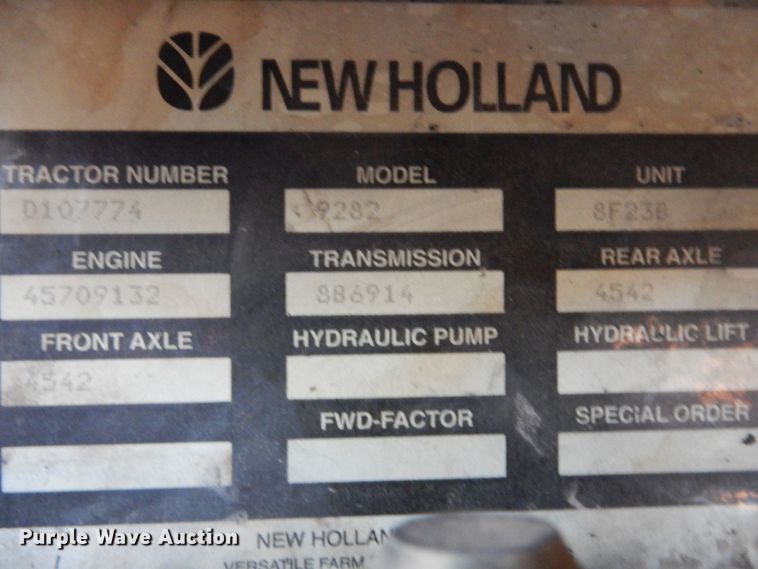 NEW HOLLAND
TRACTOR NUMBER MODEL UNIT
D107774 9282 8F23B
ENGINE TRANSMISSION REAR AXLE
45709132 886914 4542
FRONT AXLE HYDRAULIC PUMP HYDRAULIC LIFT
4542
FWD-FACTOR SPECIAL ORDER
Purple Wave Auction
NEW HOLLAN
VERSATILE FARM